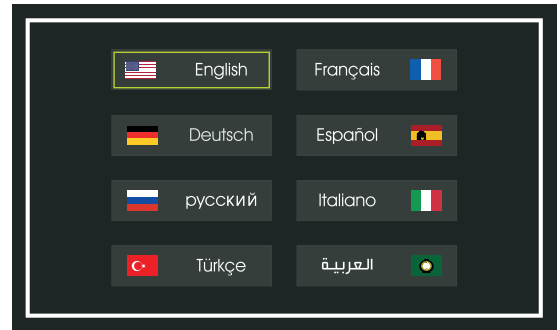 English
Français
Deutsch
Español
русский
Italiano
Türkçe
العربية